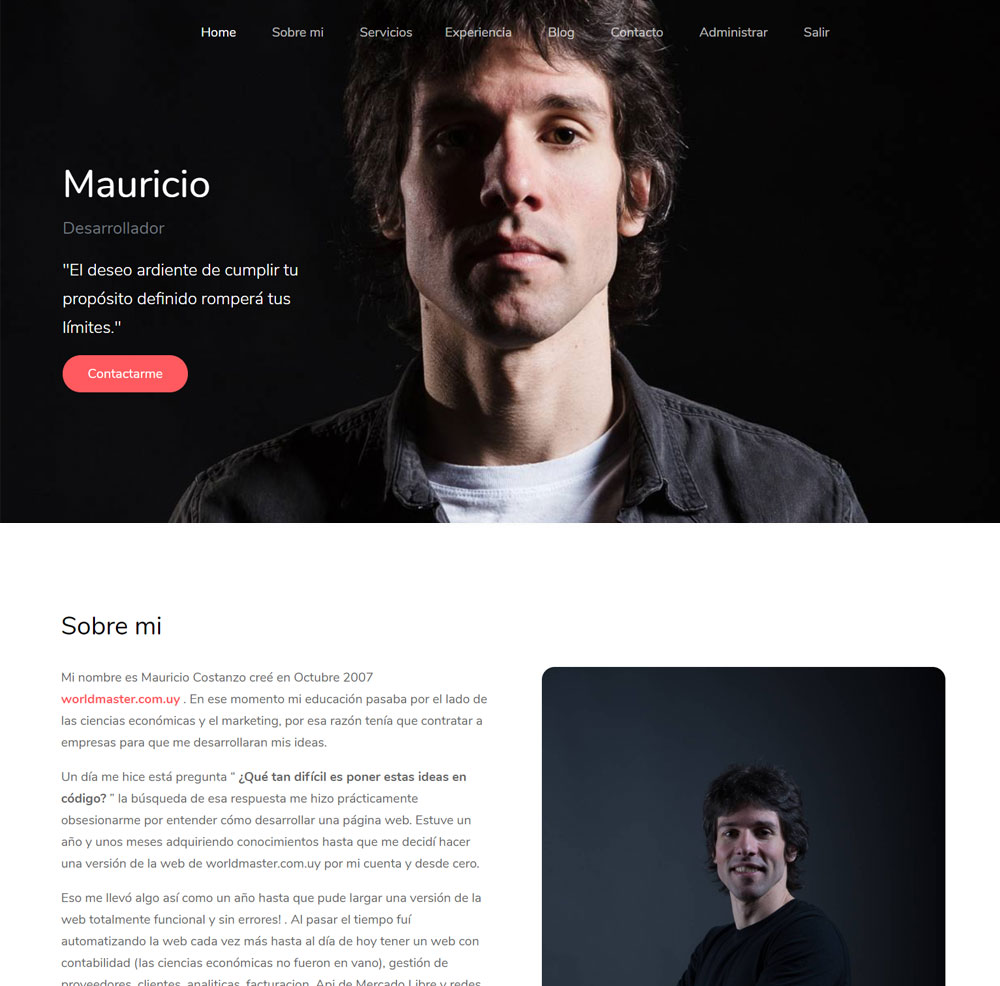 Home Sobre mi Servicios Experiencia Blog Contacto Administrar Salir
Mauricio
Desarrollador
"El deseo ardiente de cumplir tu
propósito definido romperá tus
límites."
Contactarme
Sobre mi
Mi nombre es Mauricio Costanzo creé en Octubre 2007
worldmaster.com.uy . En ese momento mi educación pasaba por el lado de
las ciencias económicas y el marketing, por esa razón tenía que contratar a
empresas para que me desarrollaran mis ideas.
Un día me hice está pregunta “ ¿Qué tan difícil es poner estas ideas en
código? ” la búsqueda de esa respuesta me hizo prácticamente
obsesionarme por entender cómo desarrollar una página web. Estuve un
año y unos meses adquiriendo conocimientos hasta que me decidí hacer
una versión de la web de worldmaster.com.uy por mi cuenta y desde cero.
Eso me llevó algo así como un año hasta que pude largar una versión de la
web totalmente funcional y sin errores! . Al pasar el tiempo fuí
automatizando la web cada vez más hasta al día de hoy tener un web con
contabilidad (las ciencias económicas no fueron en vano), gestión de
proveedores, clientes, analiticas, facturacion, Api de Mercado Libre y redes